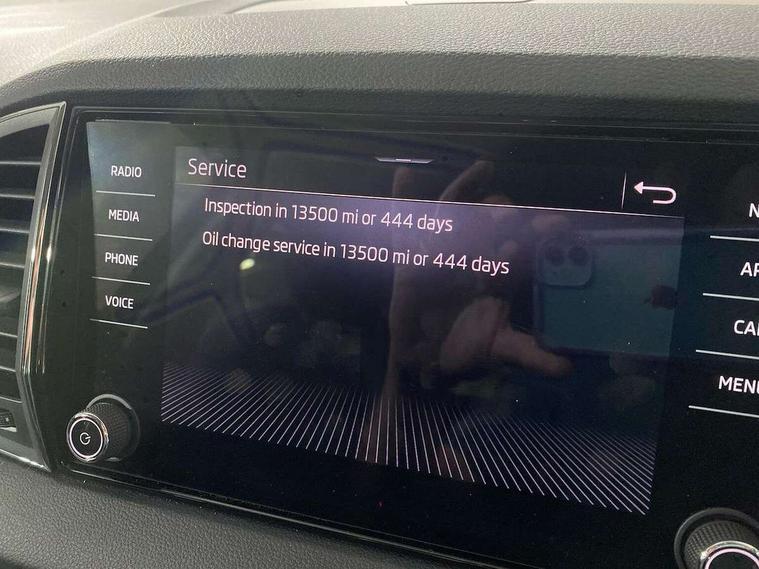 Service
Inspection in 13500 mi or 444 days
Oil change service in 13500 mi or 444 days
RADIO
MEDIA
PHONE
VOICE
MENU